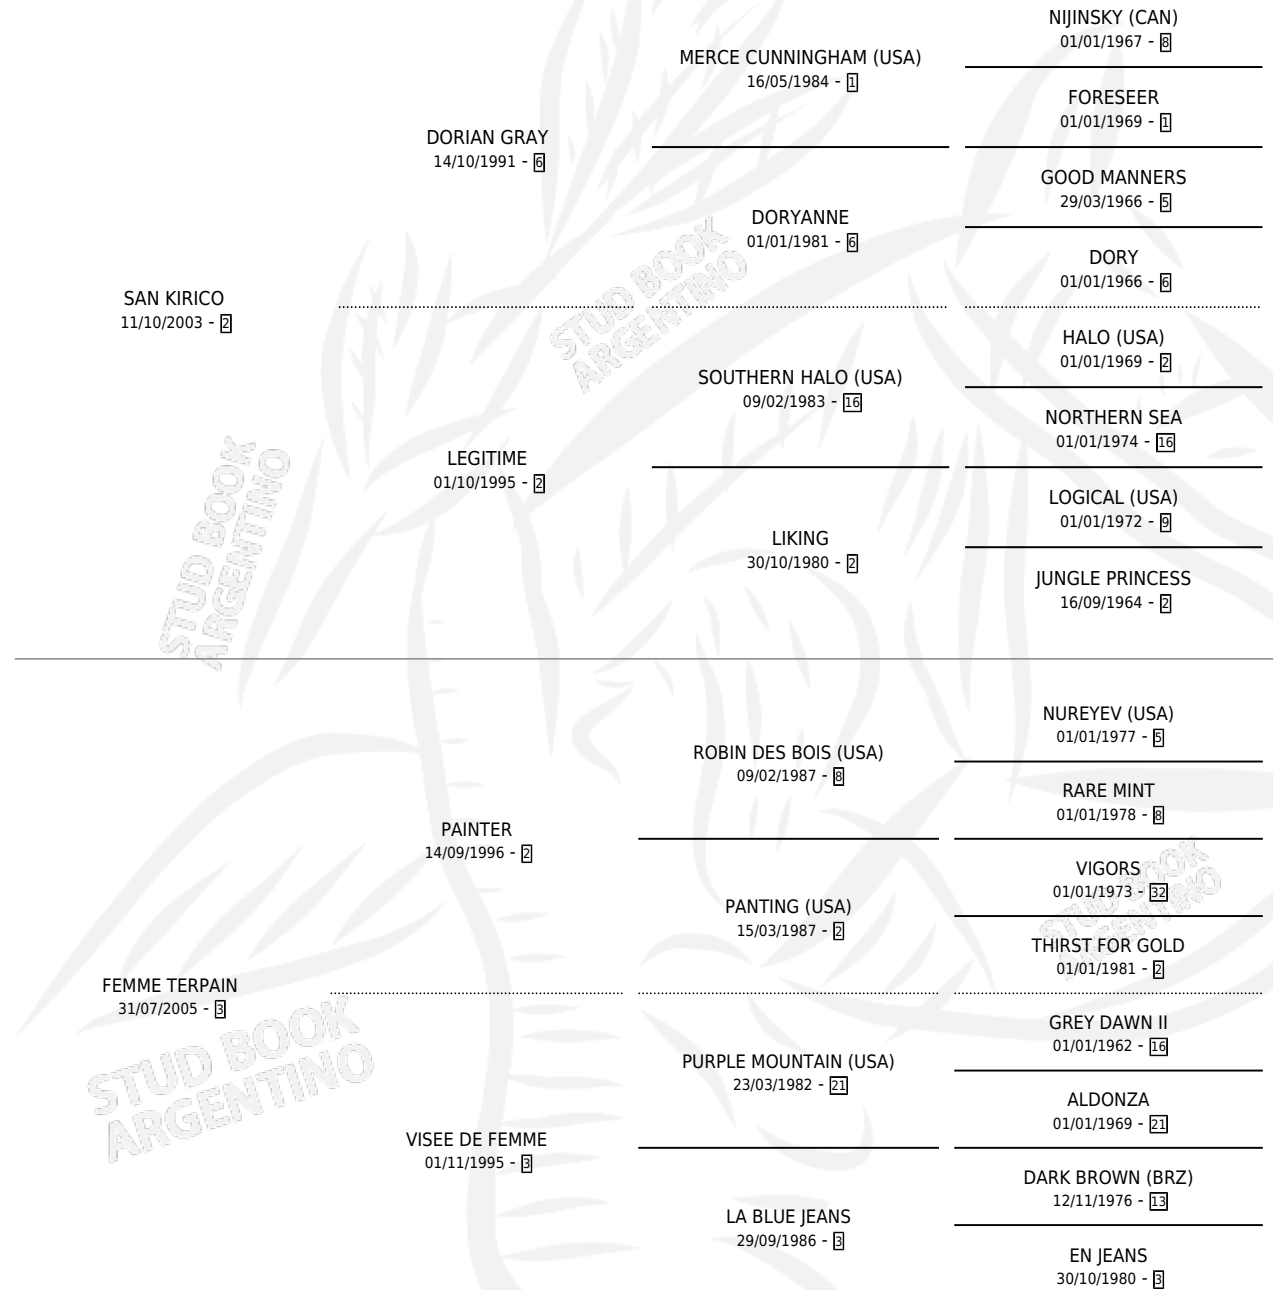 NIJINSKY (CAN)
01/01/1967 - 8
MERCE CUNNINGHAM (USA)
16/05/1984 - 1
FORESEER
01/01/1969 - 1
DORIAN GRAY
14/10/1991 - 6
GOOD MANNERS
29/03/1966 - 5
DORYANNE
01/01/1981 - 6
DORY
01/01/1966 - 6
SAN KIRICO
11/10/2003 - 2
HALO (USA)
01/01/1969 - 2
SOUTHERN HALO (USA)
09/02/1983 - 16
NORTHERN SEA
01/01/1974 - 16
LEGITIME
01/10/1995 - 2
LOGICAL (USA)
01/01/1972 - 9
LIKING
30/10/1980 - 2
JUNGLE PRINCESS
16/09/1964 - 2
NUREYEV (USA)
01/01/1977 - 5
ROBIN DES BOIS (USA)
09/02/1987 - 8
RARE MINT
01/01/1978 - 8
PAINTER
14/09/1996 - 2
VIGORS
01/01/1973 - 32
PANTING (USA)
15/03/1987 - 2
THIRST FOR GOLD
01/01/1981 - 2
FEMME TERPAIN
31/07/2005 - 3
GREY DAWN II
01/01/1962 - 16
PURPLE MOUNTAIN (USA)
23/03/1982 - 21
ALDONZA
01/01/1969 - 21
VISEE DE FEMME
01/11/1995 - 3
DARK BROWN (BRZ)
12/11/1976 - 13
LA BLUE JEANS
29/09/1986 - 3
EN JEANS
30/10/1980 - 3
STUD BOOK
ARGENTINO
STUD BOOK
ARGENTINO
STUD BOOK
ARGENTINO
STUD BOOK
ARGENTINO